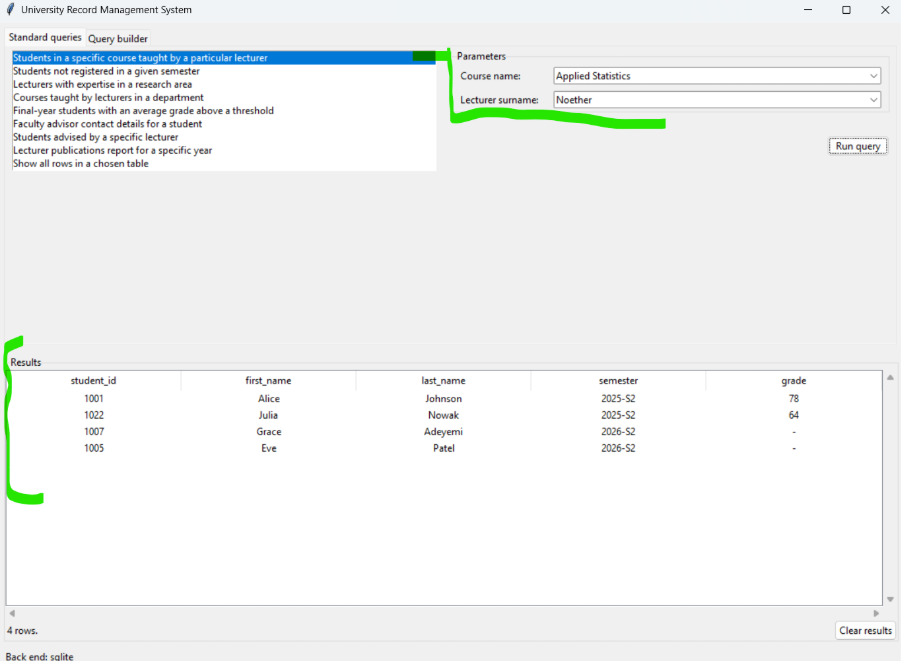 University Record Management System
Standard queries Query builder
Students in a specific course taught by a particular lecturer
Students not registered in a given semester
Lecturers with expertise in a research area
Courses taught by lecturers in a department
Final-year students with an average grade above a threshold
Faculty advisor contact details for a student
Students advised by a specific lecturer
Lecturer publications report for a specific year
Show all rows in a chosen table
Parameters
Course name: Applied Statistics
Lecturer surname: Noether
Run query
Results
student_id first_name last_name semester grade
1001 Alice Johnson 2025-S2 78
1022 Julia Nowak 2025-S2 64
1007 Grace Adeyemi 2026-S2 -
1005 Eve Patel 2026-S2 -
4 rows.
Clear results
Back end: sqlite